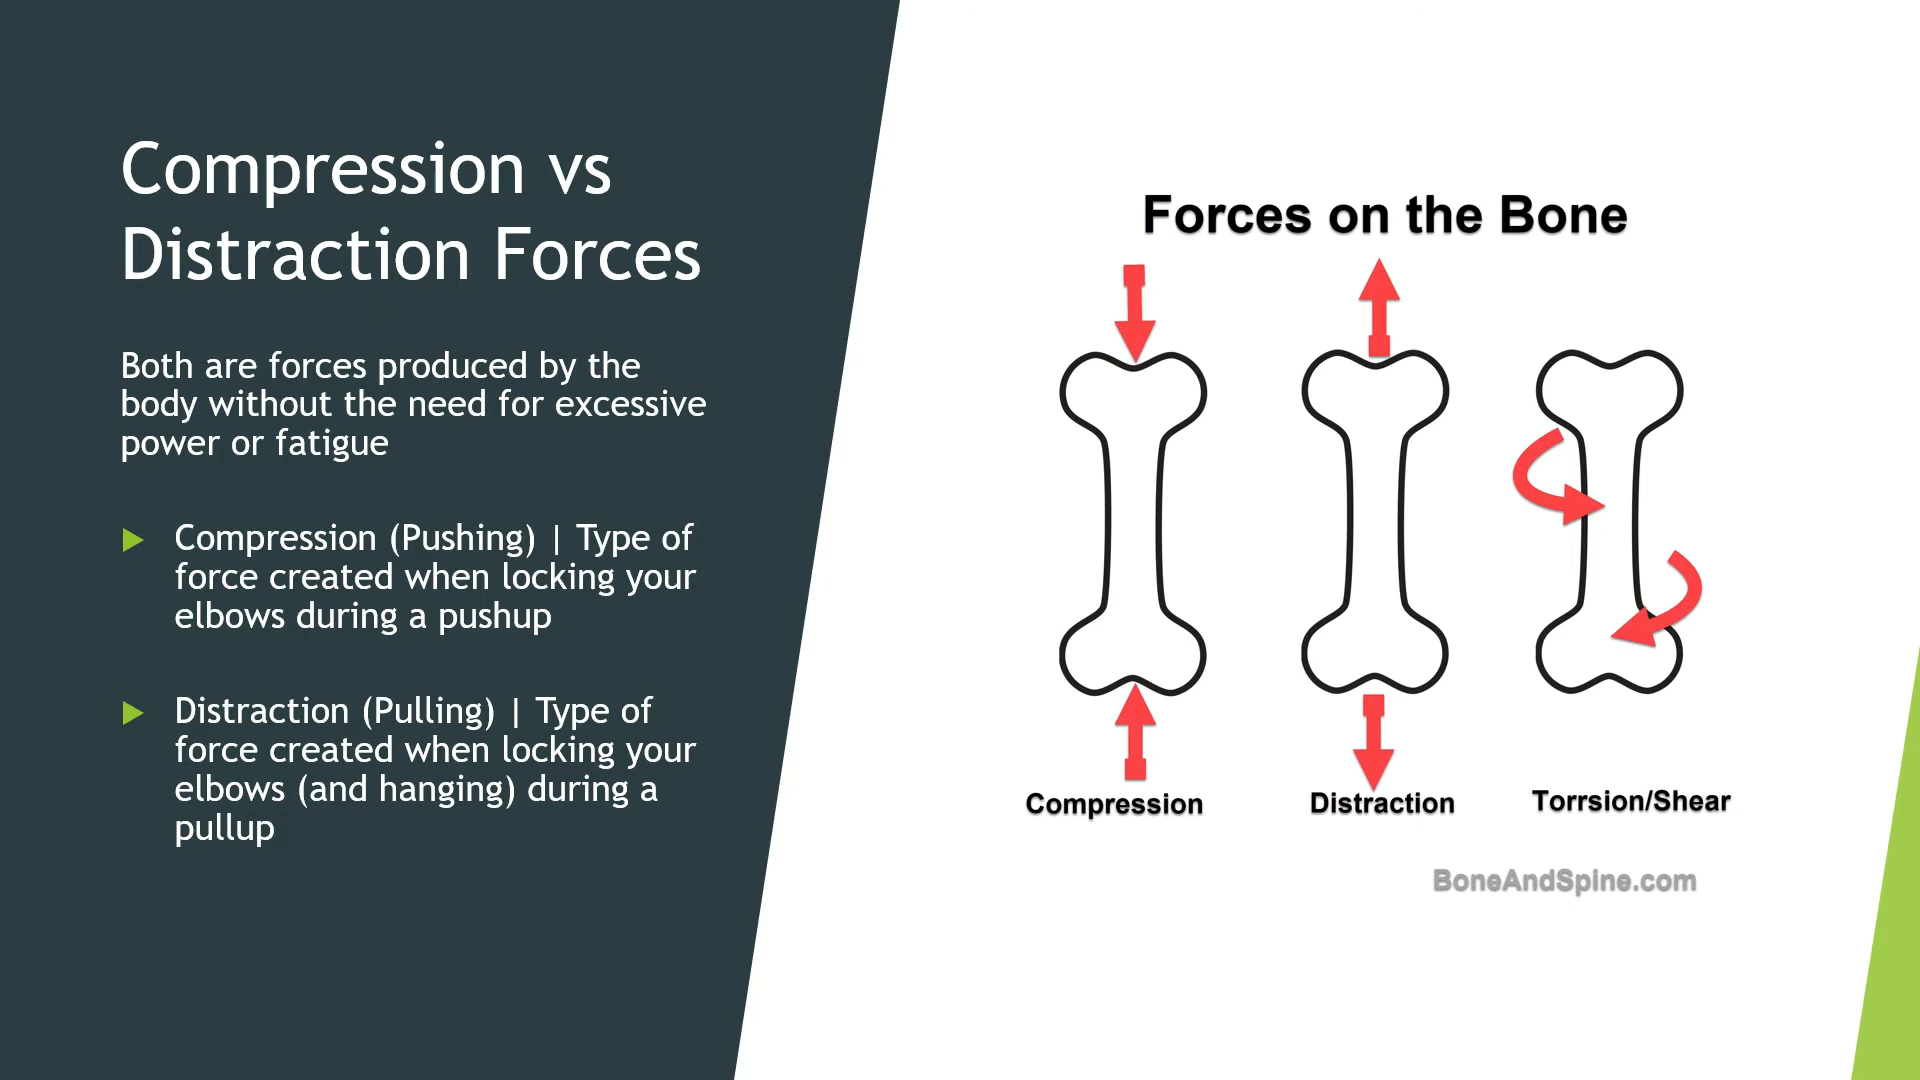 Compression vs
Distraction Forces
Both are forces produced by the
body without the need for excessive
power or fatigue
Compression (Pushing) | Type of
force created when locking your
elbows during a pushup
Distraction (Pulling) | Type of
force created when locking your
elbows (and hanging) during a
pullup
Forces on the Bone
Compression
Distraction
Torrsion/Shear
BoneAndSpine.com